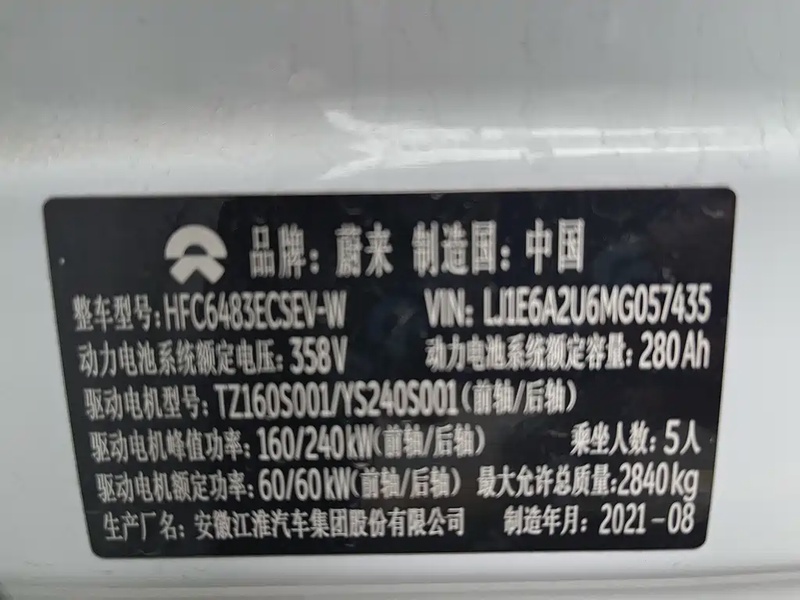 品牌：蔚来 制造国：中国
整车型号：HFC6483ECSEV-W VIN：LJ1E6A2U6MG057435
动力电池系统额定电压：358V 动力电池系统额定容量：280Ah
驱动电机型号：TZ160S001/YS240S001(前轴/后轴)
驱动电机峰值功率：160/240kW(前轴/后轴) 乘坐人数：5人
驱动电机额定功率：60/60kW(前轴/后轴) 最大允许总质量：2840kg
生产厂名：安徽江淮汽车集团股份有限公司 制造年月：2021-08